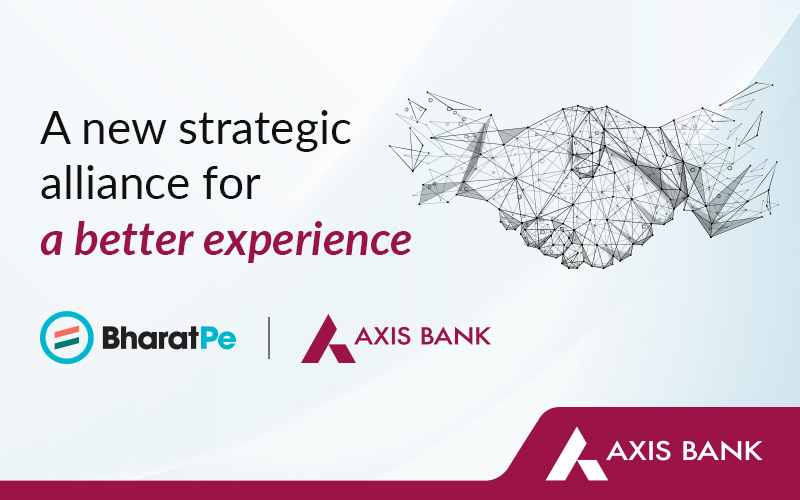 A new strategic
alliance for
a better experience
BharatPe | AXIS BANK
AXIS BANK